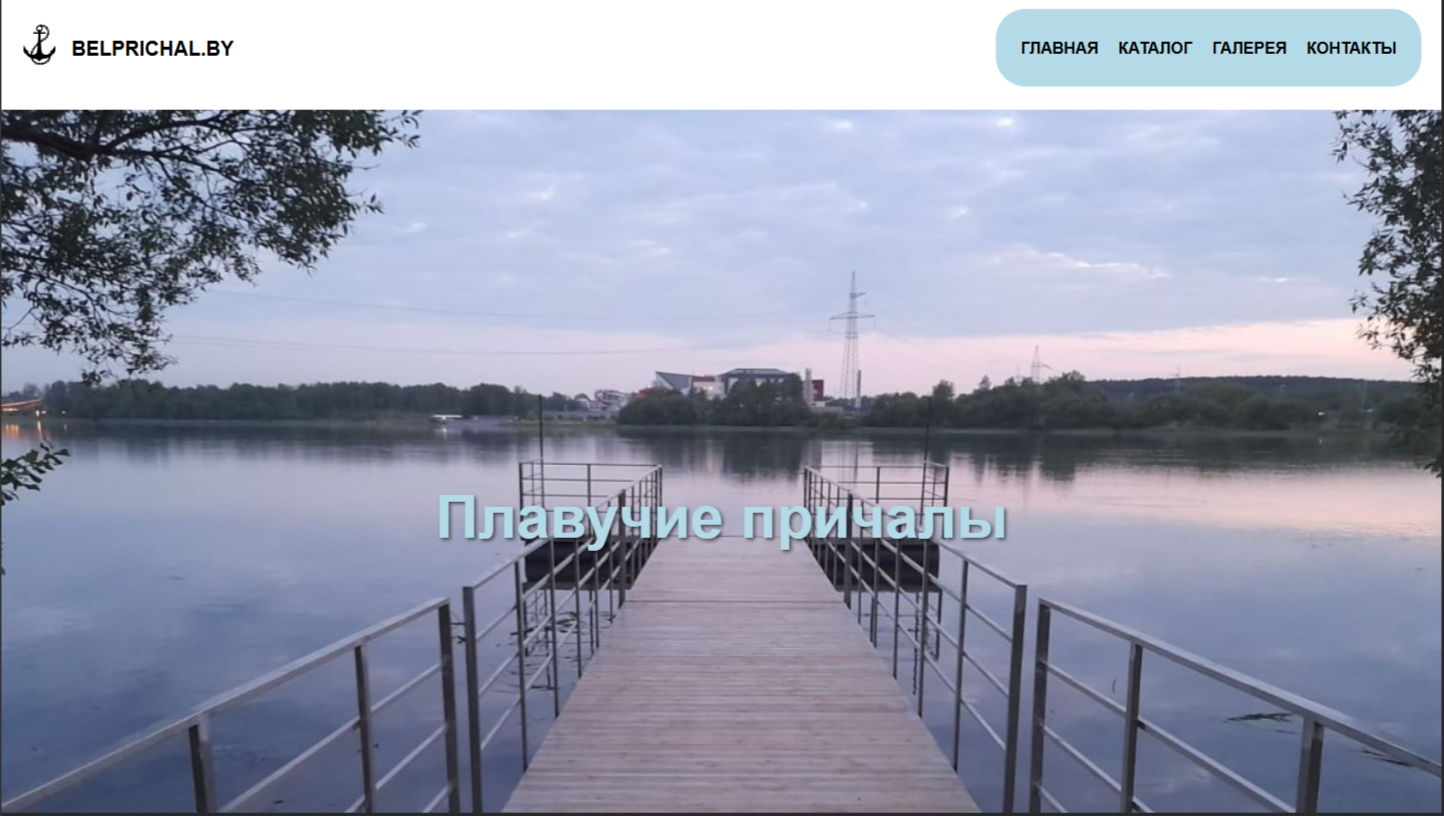 BELPRICHAL.BY
ГЛАВНАЯ КАТАЛОГ ГАЛЕРЕЯ КОНТАКТЫ
Плавучие причалы